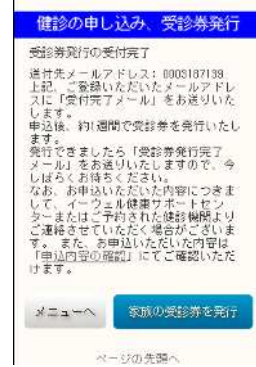 健診の申し込み、受診券発行
受診券発行の受付完了
送付先メールアドレス：0003187139
上記、ご登録いただいたメールアドレ
スに「受付完了メール」をお送りいた
します。
申込後、約1週間で受診券を発行いたし
ます。
発行できましたら「受診券発行完了
メール」をお送りいたしますので、今
しばらくお待ちください。
なお、お申込いただいた内容につきま
して、イーウェル健康サポートセン
ターまたはご予約された健診機関より
ご連絡させていただく場合がございま
す。 また、お申込いただいた内容は
「申込内容の確認」にてご確認いただ
けます。
メニューへ
家族の受診券を発行
ページの先頭へ